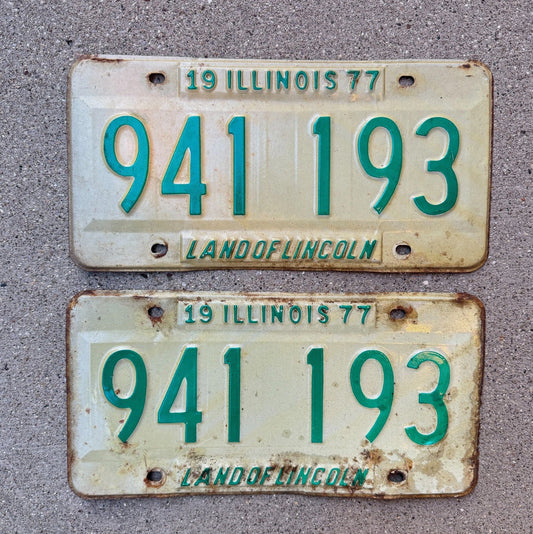 19 ILLINOIS 77
941 193
LAND OF LINCOLN
19 ILLINOIS 77
941 193
LAND OF LINCOLN